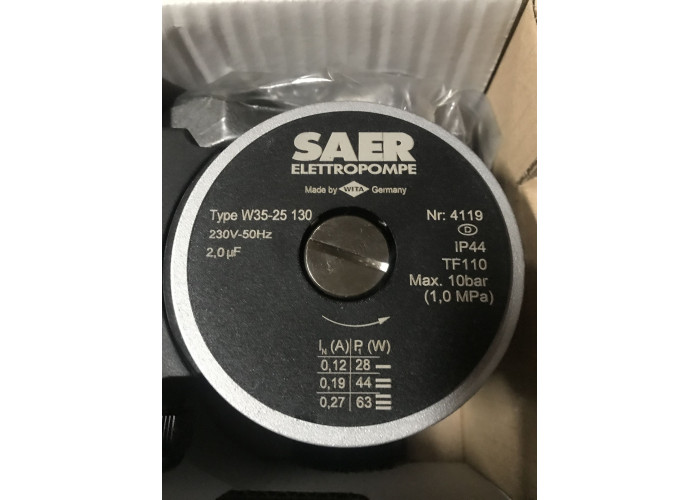 SAER
ELETTROPOMPE
Made by WITA Germany
Type W35-25 130
230V-50Hz
2,0 µF
Nr: 4119
D
IP44
TF110
Max. 10bar
(1,0 MPa)
IN (A) P1 (W)
0,12 28
0,19 44
0,27 63